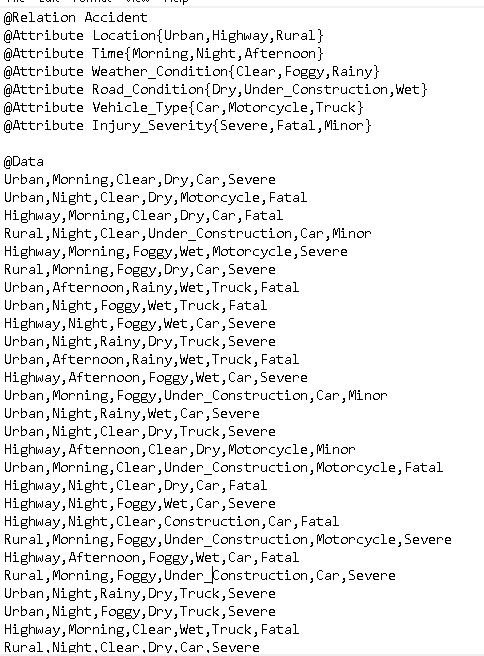 @Relation Accident
@Attribute Location{Urban,Highway,Rural}
@Attribute Time{Morning,Night,Afternoon}
@Attribute Weather_Condition{Clear,Foggy,Rainy}
@Attribute Road_Condition{Dry,Under_Construction,Wet}
@Attribute Vehicle_Type{Car,Motorcycle,Truck}
@Attribute Injury_Severity{Severe,Fatal,Minor}
@Data
Urban,Morning,Clear,Dry,Car,Severe
Urban,Night,Clear,Dry,Motorcycle,Fatal
Highway,Morning,Clear,Dry,Car,Fatal
Rural,Night,Clear,Under_Construction,Car,Minor
Highway,Morning,Foggy,Wet,Motorcycle,Severe
Rural,Morning,Foggy,Dry,Car,Severe
Urban,Afternoon,Rainy,Wet,Truck,Fatal
Urban,Night,Foggy,Wet,Truck,Fatal
Highway,Night,Foggy,Wet,Car,Severe
Urban,Night,Rainy,Dry,Truck,Severe
Urban,Afternoon,Rainy,Wet,Truck,Fatal
Highway,Afternoon,Foggy,Wet,Car,Severe
Urban,Morning,Foggy,Under_Construction,Car,Minor
Urban,Night,Rainy,Wet,Car,Severe
Urban,Night,Clear,Dry,Truck,Severe
Highway,Afternoon,Clear,Dry,Motorcycle,Minor
Urban,Morning,Clear,Under_Construction,Motorcycle,Fatal
Highway,Night,Clear,Dry,Car,Fatal
Highway,Night,Foggy,Wet,Car,Severe
Highway,Night,Clear,Construction,Car,Fatal
Rural,Morning,Foggy,Under_Construction,Motorcycle,Severe
Highway,Afternoon,Foggy,Wet,Car,Fatal
Rural,Morning,Foggy,Under_Construction,Car,Severe
Urban,Night,Rainy,Dry,Truck,Severe
Urban,Night,Foggy,Dry,Truck,Severe
Highway,Morning,Clear,Wet,Truck,Fatal
Rural,Night,Clear,Dry,Car,Severe